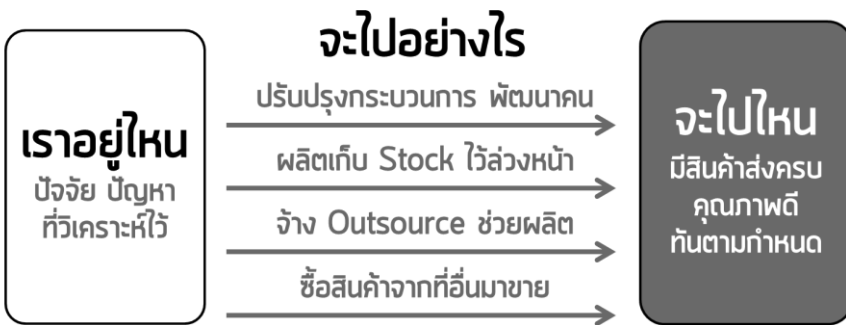 เราอยู่ไหน
ปัจจัย ปัญหา
ที่วิเคราะห์ไว้
จะไปอย่างไร
ปรับปรุงกระบวนการ พัฒนาคน
ผลิตเก็บ Stock ไว้ล่วงหน้า
จ้าง Outsource ช่วยผลิต
ซื้อสินค้าจากที่อื่นมาขาย
จะไปไหน
มีสินค้าส่งครบ
คุณภาพดี
ทันตามกำหนด